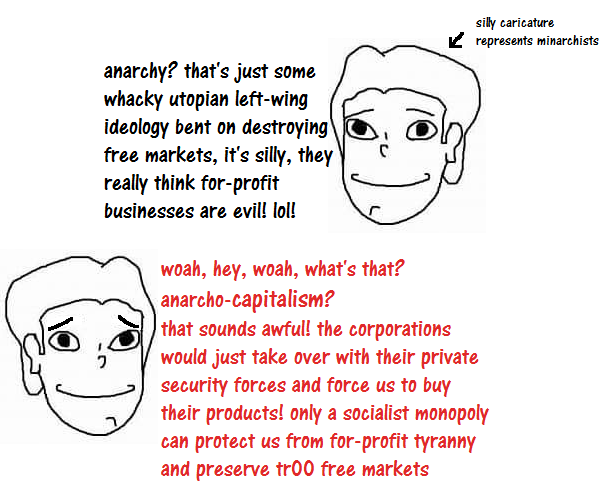 silly caricature
represents minarchists
anarchy? that's just some
whacky utopian left-wing
ideology bent on destroying
free markets, it's silly, they
really think for-profit
businesses are evil! lol!
woah, hey, woah, what's that?
anarcho-capitalism?
that sounds awful! the corporations
would just take over with their private
security forces and force us to buy
their products! only a socialist monopoly
can protect us from for-profit tyranny
and preserve tr00 free markets